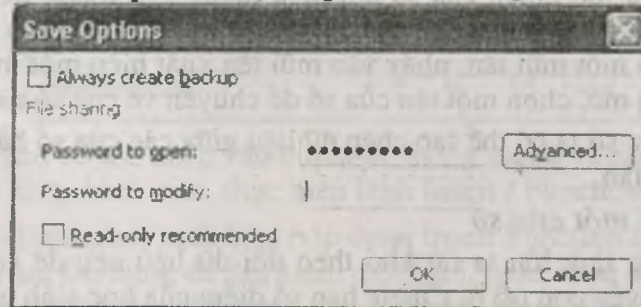 Save Options
Always create backup
File sharing
Password to open: ●●●●●●●●● Advanced...
Password to modify:
Read-only recommended
OK Cancel